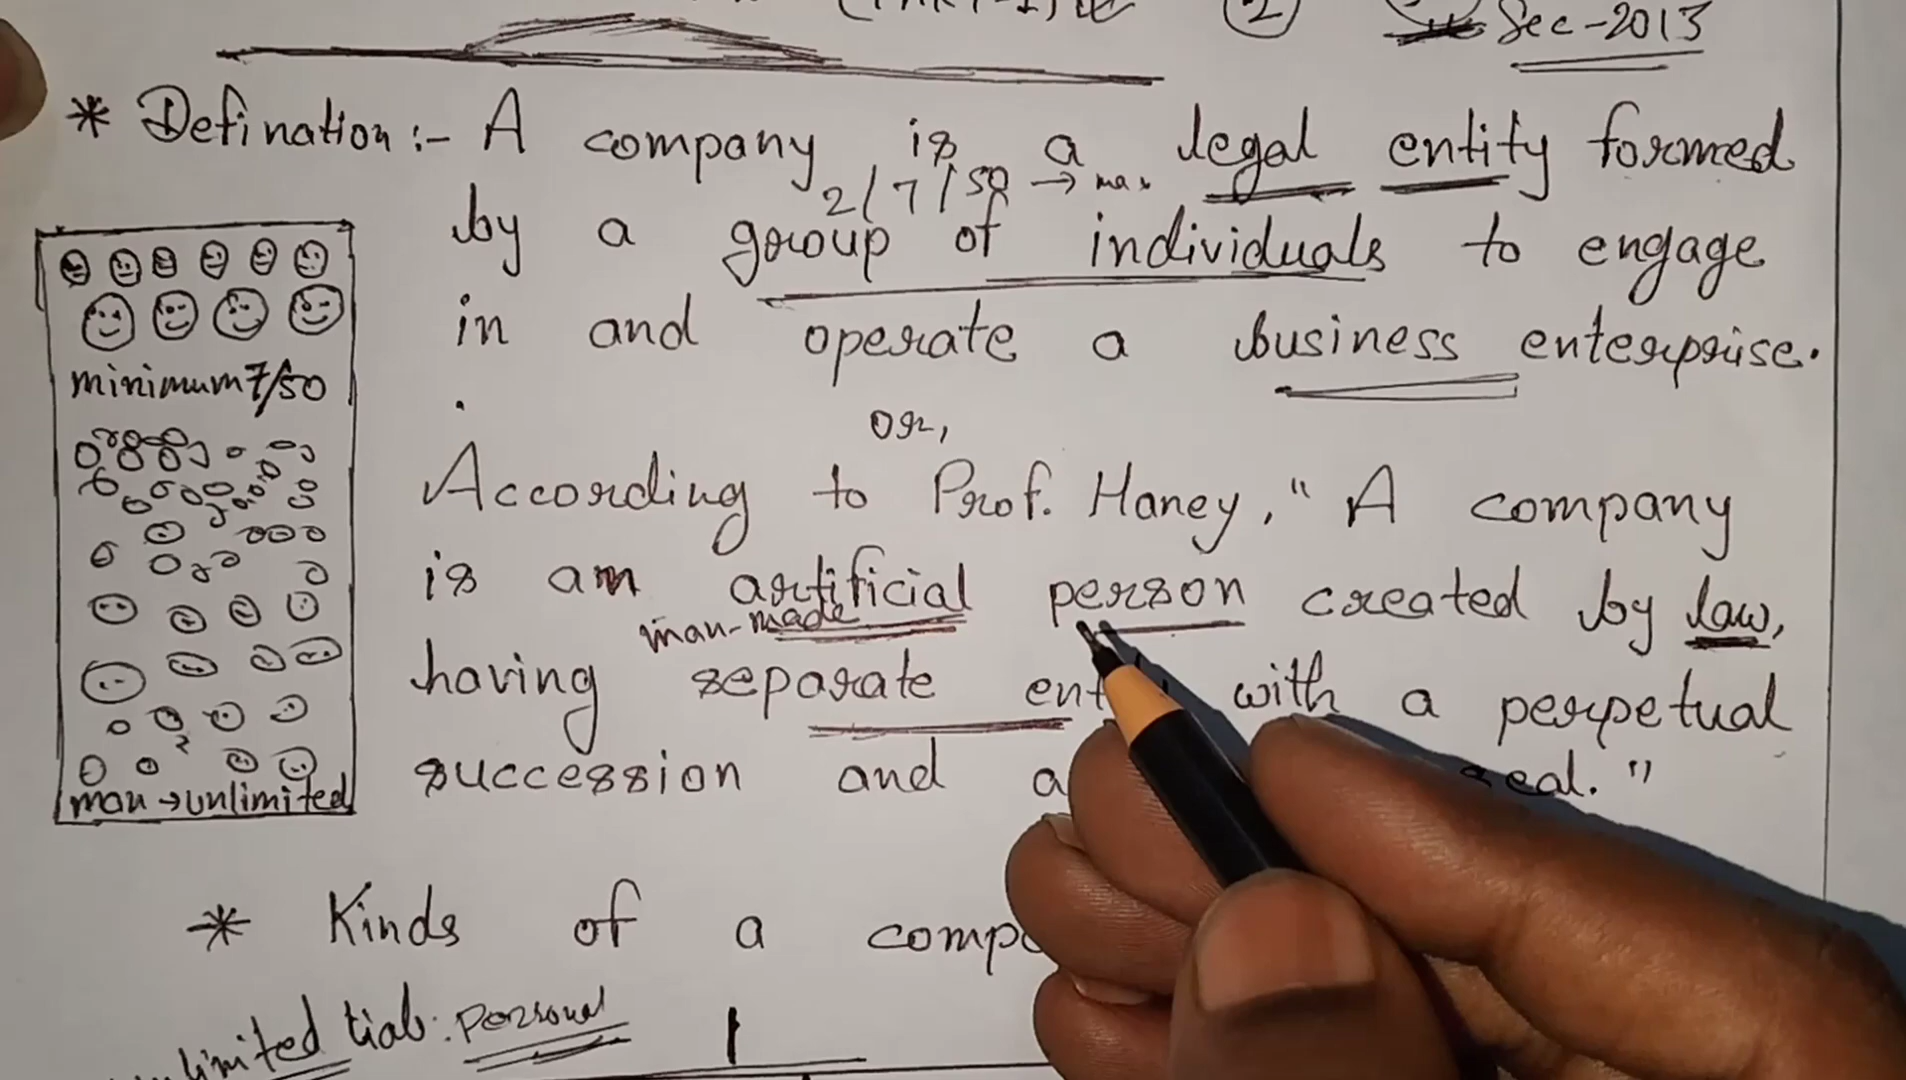 ② Sec-2013
* Defination :- A company is a legal entity formed
2/7/50 → max
by a group of individuals to engage
in and operate a business enterprise.
or,
According to Prof. Haney, " A company
is an artificial person created by law,
man-made
having separate with a perpetual
succession and a seal. "
minimum 7/50
max → unlimited
* Kinds of a
limited liab: personal